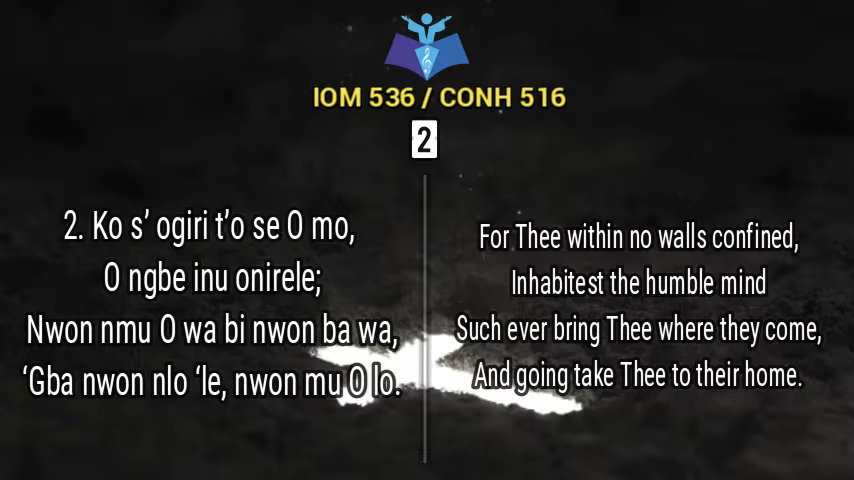 IOM 536 / CONH 516
2
2. Ko s’ ogiri t’o se O mo,
O ngbe inu onirele;
Nwon nmu O wa bi nwon ba wa,
‘Gba nwon nlo ‘le, nwon mu O lo.
For Thee within no walls confined,
Inhabitest the humble mind
Such ever bring Thee where they come,
And going take Thee to their home.